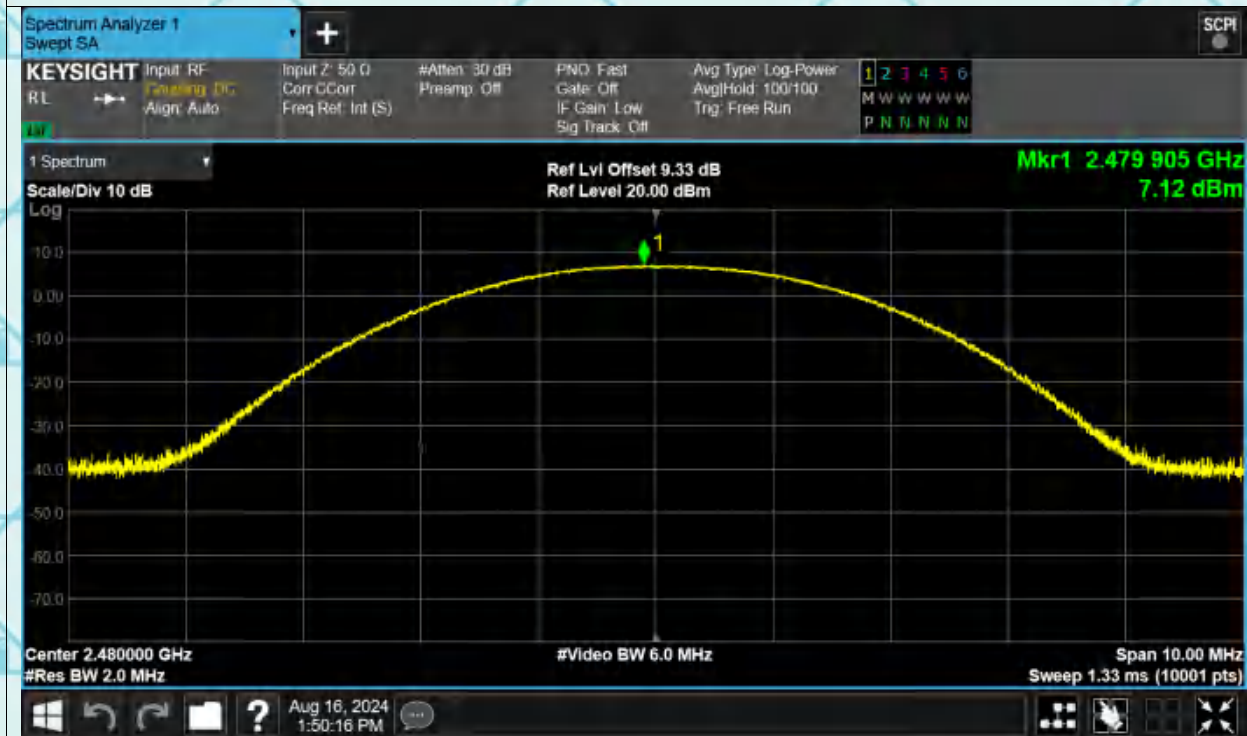 Spectrum Analyzer 1
Swept SA
+
SCPI
KEYSIGHT
RL
Input: RF
Coupling: DC
Align: Auto
Input Z: 50 Ω
Corr CCorr
Freq Ref: Int (S)
#Atten: 30 dB
Preamp: Off
PNO: Fast
Gate: Off
IF Gain: Low
Sig Track: Off
Avg Type: Log-Power
Avg|Hold: 100/100
Trig: Free Run
1 2 3 4 5 6
M W W W W W
P N N N N N
1 Spectrum
Scale/Div 10 dB
Log
Ref Lvl Offset 9.33 dB
Ref Level 20.00 dBm
Mkr1 2.479 905 GHz
7.12 dBm
1
10.0
0.00
-10.0
-20.0
-30.0
-40.0
-50.0
-60.0
-70.0
Center 2.480000 GHz
#Res BW 2.0 MHz
#Video BW 6.0 MHz
Span 10.00 MHz
Sweep 1.33 ms (10001 pts)
?
Aug 16, 2024
1:50:16 PM